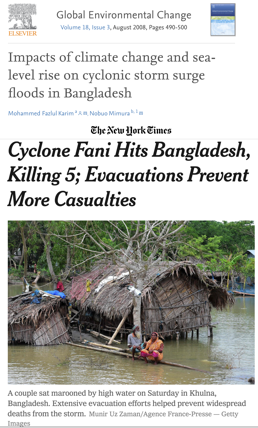 ELSEVIER
Global Environmental Change
Volume 18, Issue 3, August 2008, Pages 490-500
Impacts of climate change and sea-
level rise on cyclonic storm surge
floods in Bangladesh
Mohammed Fazlul Karim a, Nobuo Mimura b, 1
The New York Times
Cyclone Fani Hits Bangladesh,
Killing 5; Evacuations Prevent
More Casualties
A couple sat marooned by high water on Saturday in Khulna,
Bangladesh. Extensive evacuation efforts helped prevent widespread
deaths from the storm. Munir Uz Zaman/Agence France-Presse — Getty
Images